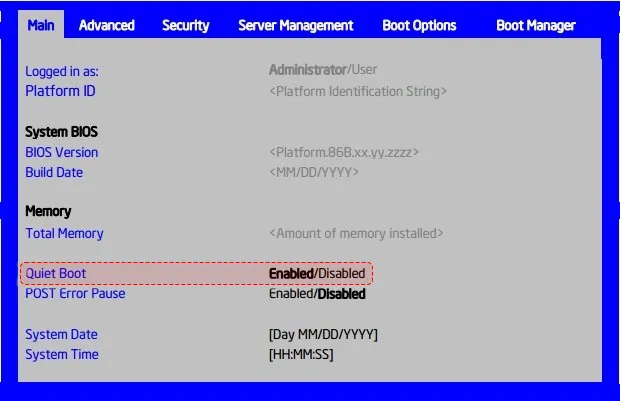 Main Advanced Security Server Management Boot Options Boot Manager
Logged in as: Administrator/User
Platform ID <Platform Identification String>
System BIOS
BIOS Version <Platform.86B.xx.yy.zzzz>
Build Date <MM/DD/YYYY>
Memory
Total Memory <Amount of memory installed>
Quiet Boot Enabled/Disabled
POST Error Pause Enabled/Disabled
System Date [Day MM/DD/YYYY]
System Time [HH:MM:SS]